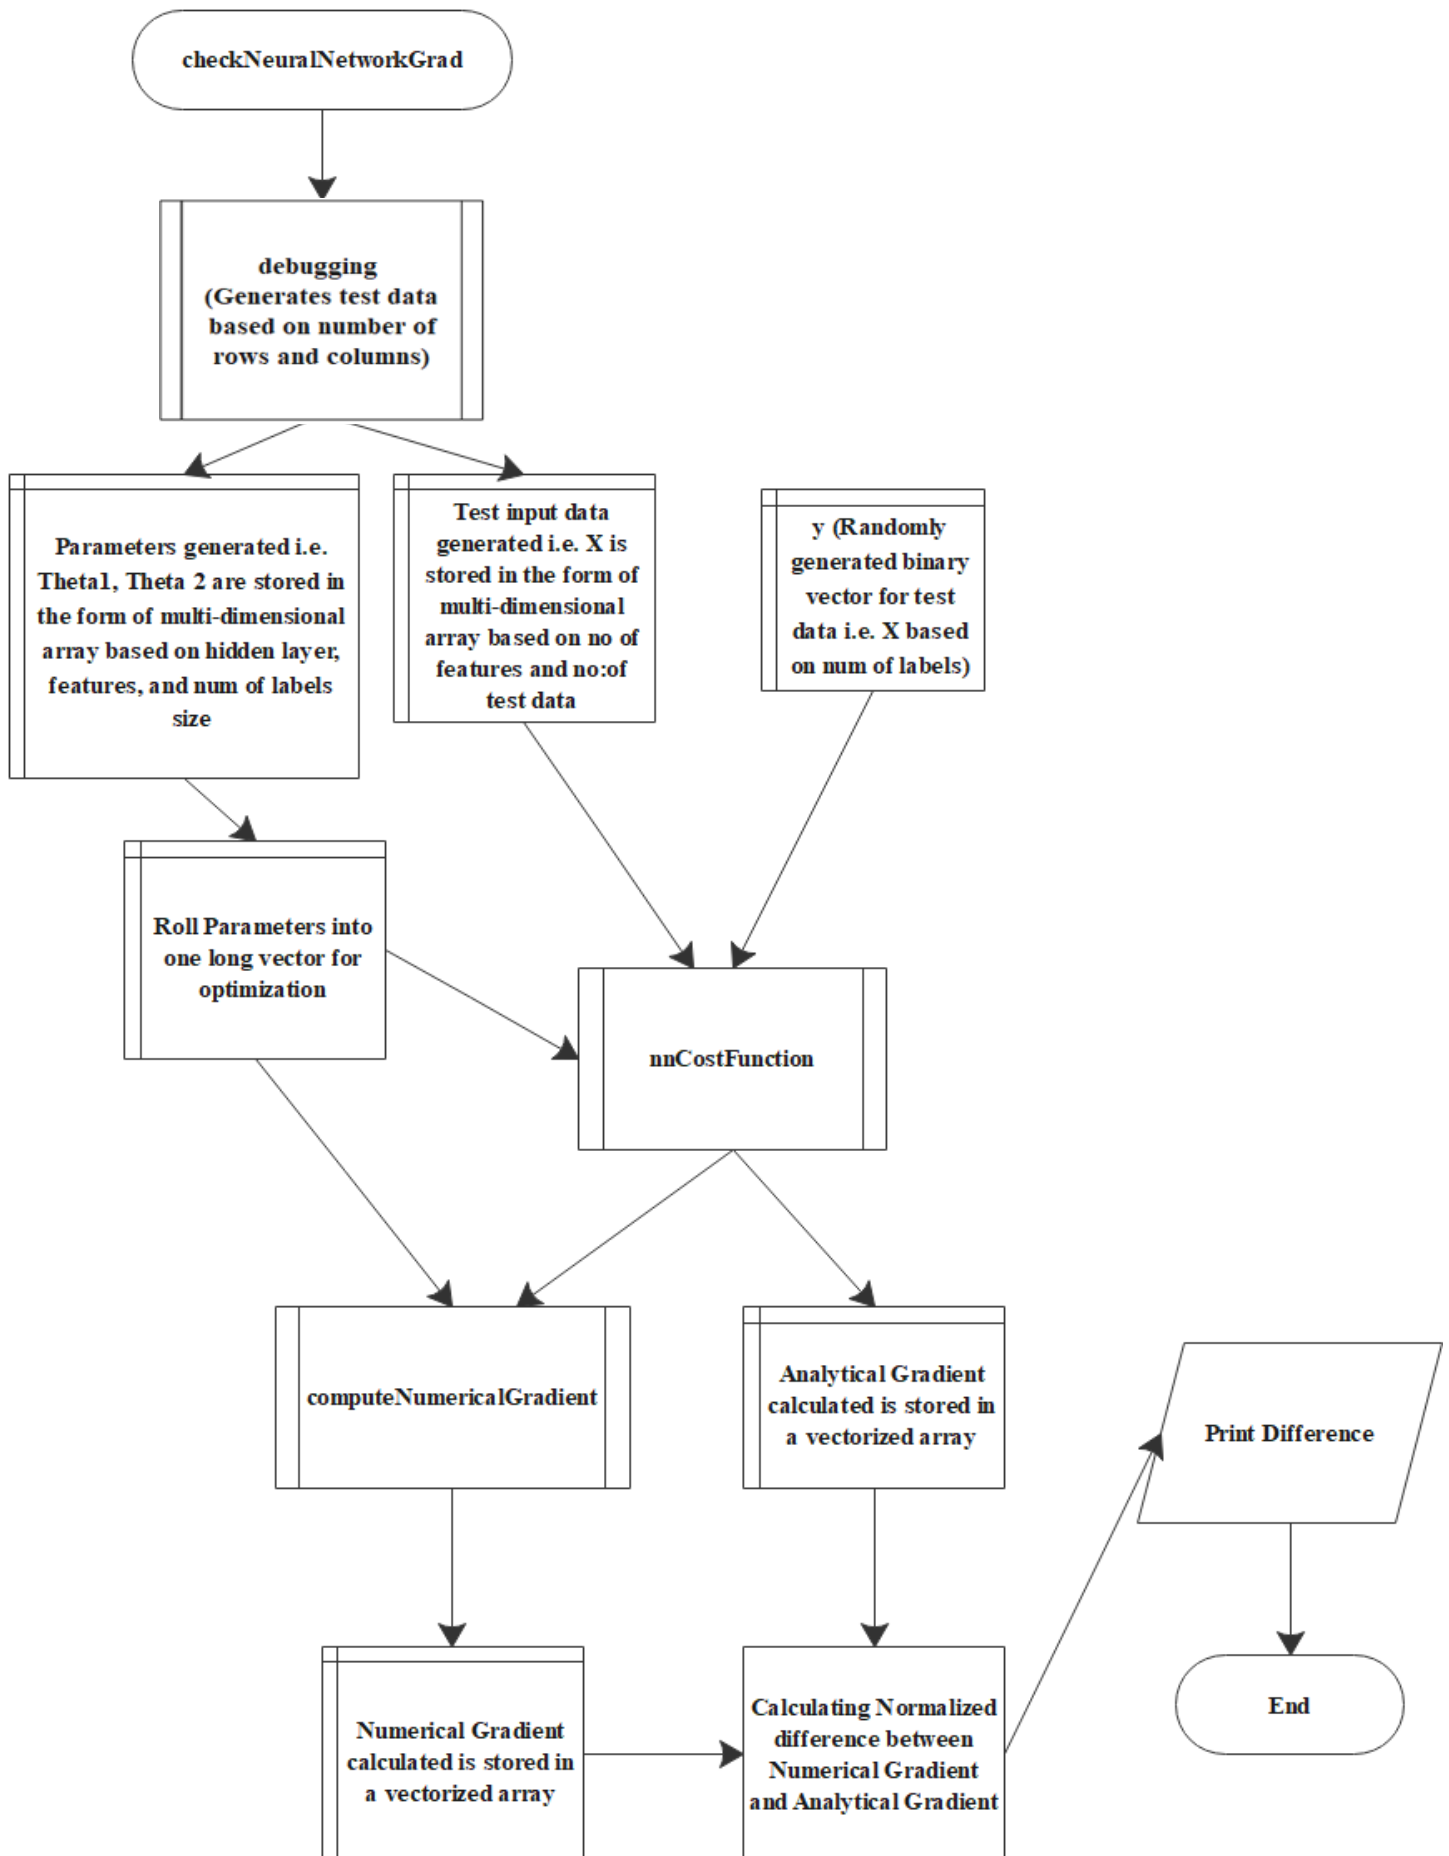 checkNeuralNetworkGrad
debugging
(Generates test data
based on number of
rows and columns)
Parameters generated i.e.
Theta1, Theta 2 are stored in
the form of multi-dimensional
array based on hidden layer,
features, and num of labels
size
Test input data
generated i.e. X is
stored in the form of
multi-dimensional
array based on no of
features and no:of
test data
y (Randomly
generated binary
vector for test
data i.e. X based
on num of labels)
Roll Parameters into
one long vector for
optimization
nnCostFunction
computeNumericalGradient
Analytical Gradient
calculated is stored in
a vectorized array
Print Difference
Numerical Gradient
calculated is stored in
a vectorized array
Calculating Normalized
difference between
Numerical Gradient
and Analytical Gradient
End